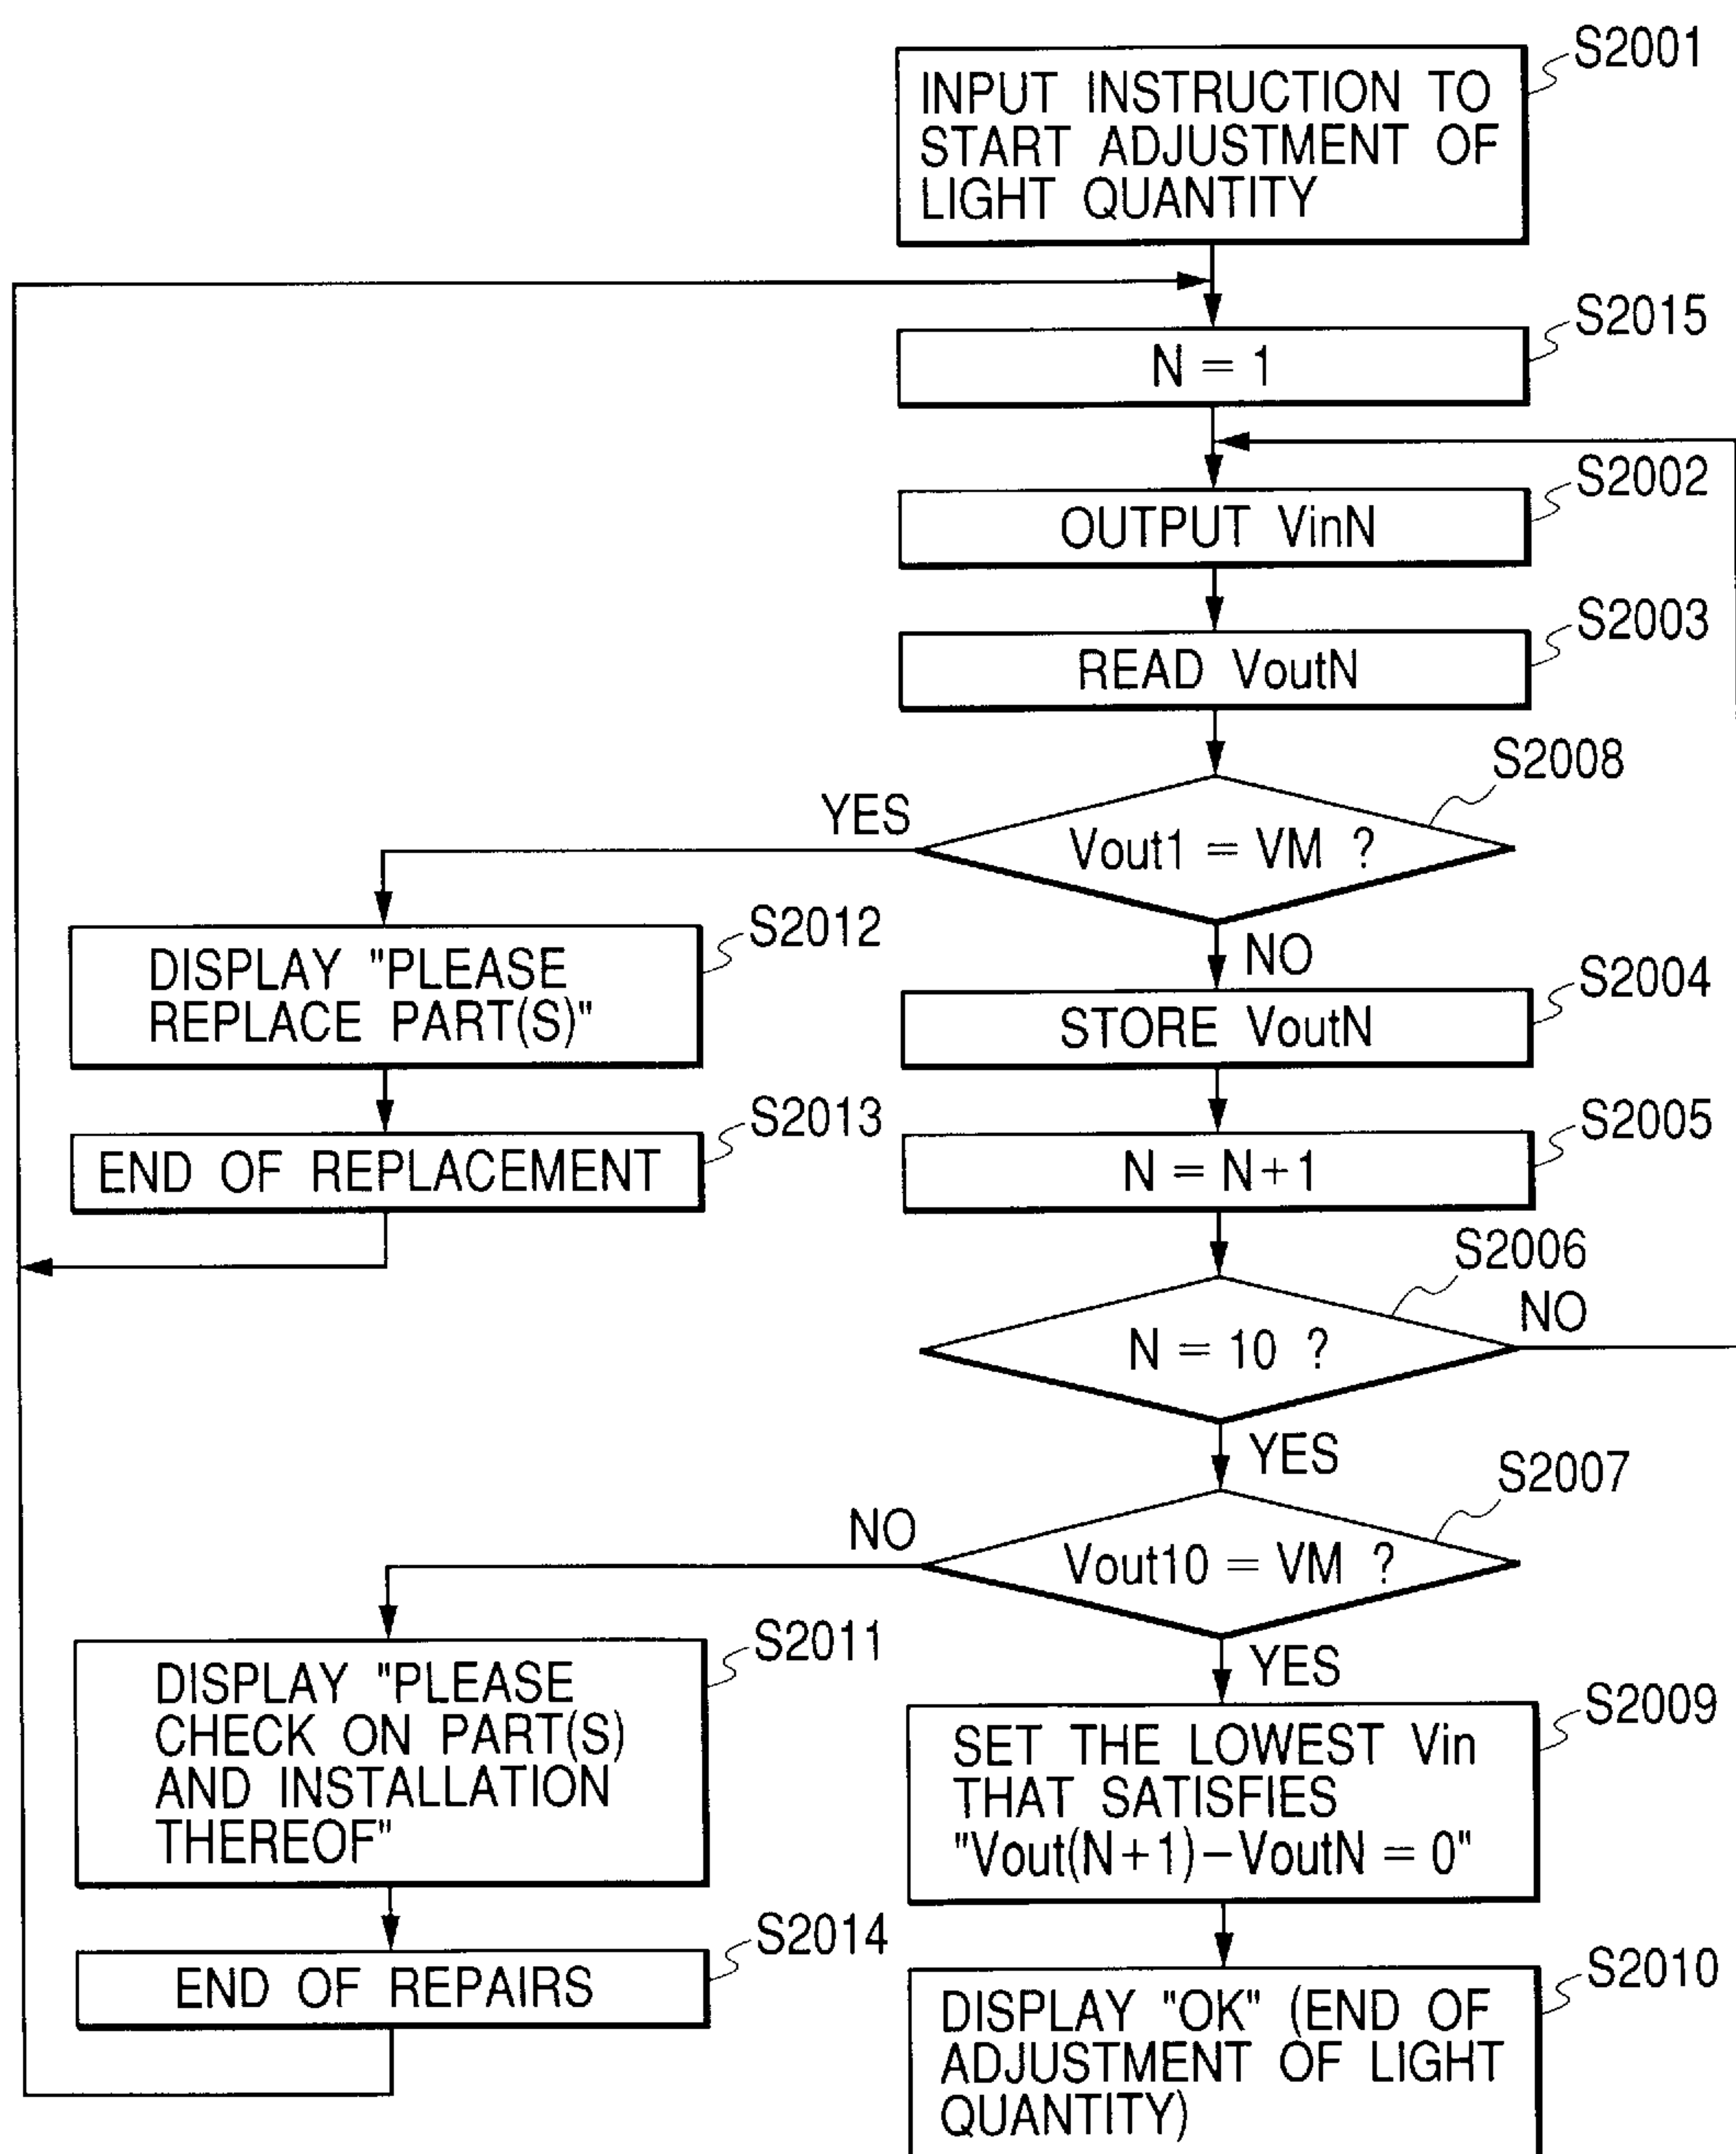 S2001
INPUT INSTRUCTION TO
START ADJUSTMENT OF
LIGHT QUANTITY
S2015
N = 1
S2002
OUTPUT VinN
S2003
READ VoutN
S2008
YES
Vout1 = VM ?
NO
S2012
DISPLAY "PLEASE
REPLACE PART(S)"
S2004
STORE VoutN
S2013
END OF REPLACEMENT
S2005
N = N+1
S2006
NO
N = 10 ?
YES
S2007
NO
Vout10 = VM ?
YES
S2011
DISPLAY "PLEASE
CHECK ON PART(S)
AND INSTALLATION
THEREOF"
S2009
SET THE LOWEST Vin
THAT SATISFIES
"Vout(N+1)−VoutN = 0"
S2014
END OF REPAIRS
S2010
DISPLAY "OK" (END OF
ADJUSTMENT OF LIGHT
QUANTITY)